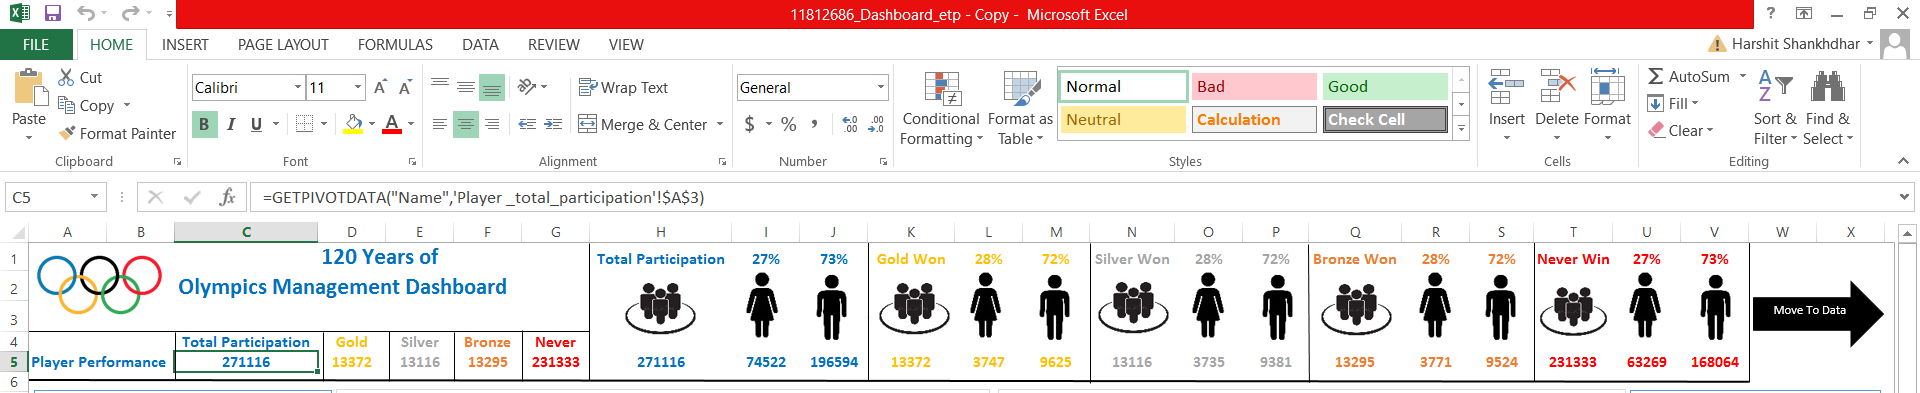 11812686_Dashboard_etp - Copy - Microsoft Excel
?
FILE HOME INSERT PAGE LAYOUT FORMULAS DATA REVIEW VIEW
Harshit Shankhdhar
Paste
Cut
Copy
Format Painter
Clipboard
Calibri 11
A A
B I U A
Font
Wrap Text
Merge & Center
Alignment
General
$ % ,
Number
Conditional
Formatting
Format as
Table
Normal Bad Good
Neutral Calculation Check Cell
Styles
Insert Delete Format
Cells
AutoSum
Fill
Clear
Sort &
Filter
Find &
Select
Editing
C5 fx =GETPIVOTDATA("Name",'Player _total_participation'!$A$3)
A B C D E F G H I J K L M N O P Q R S T U V W X
1 2 3 4 5 6
120 Years of
Olympics Management Dashboard
Total Participation 27% 73% Gold Won 28% 72% Silver Won 28% 72% Bronze Won 28% 72% Never Win 27% 73%
Move To Data
Total Participation Gold Silver Bronze Never
Player Performance 271116 13372 13116 13295 231333 271116 74522 196594 13372 3747 9625 13116 3735 9381 13295 3771 9524 231333 63269 168064